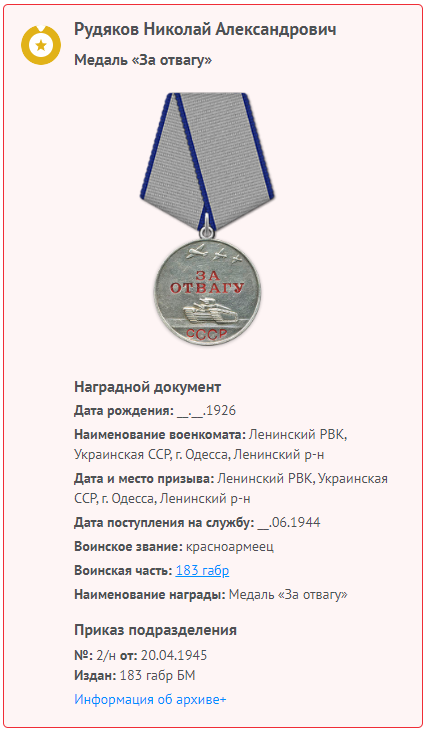 Рудяков Николай Александрович
Медаль «За отвагу»
ЗА
ОТВАГУ
СССР
Наградной документ
Дата рождения: __.__.1926
Наименование военкомата: Ленинский РВК,
Украинская ССР, г. Одесса, Ленинский р-н
Дата и место призыва: Ленинский РВК, Украинская
ССР, г. Одесса, Ленинский р-н
Дата поступления на службу: __.06.1944
Воинское звание: красноармеец
Воинская часть: 183 габр
Наименование награды: Медаль «За отвагу»
Приказ подразделения
№: 2/н от: 20.04.1945
Издан: 183 габр БМ
Информация об архиве+